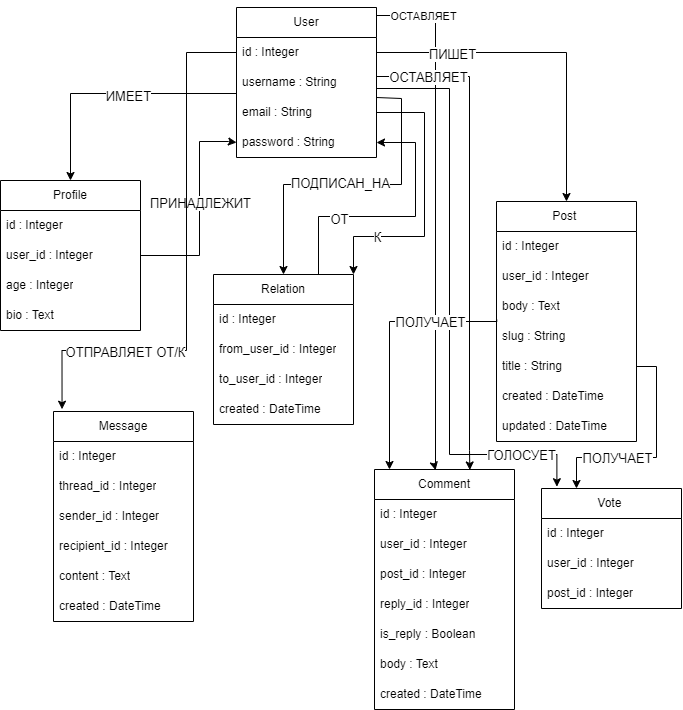 User
id : Integer
username : String
email : String
password : String
ОСТАВЛЯЕТ
ПИШЕТ
ОСТАВЛЯЕТ
ИМЕЕТ
ПРИНАДЛЕЖИТ
ПОДПИСАН_НА
ОТ
К
Profile
id : Integer
user_id : Integer
age : Integer
bio : Text
Post
id : Integer
user_id : Integer
body : Text
slug : String
title : String
created : DateTime
updated : DateTime
Relation
id : Integer
from_user_id : Integer
to_user_id : Integer
created : DateTime
ПОЛУЧАЕТ
ОТПРАВЛЯЕТ ОТ/К
ГОЛОСУЕТ
ПОЛУЧАЕТ
Message
id : Integer
thread_id : Integer
sender_id : Integer
recipient_id : Integer
content : Text
created : DateTime
Comment
id : Integer
user_id : Integer
post_id : Integer
reply_id : Integer
is_reply : Boolean
body : Text
created : DateTime
Vote
id : Integer
user_id : Integer
post_id : Integer